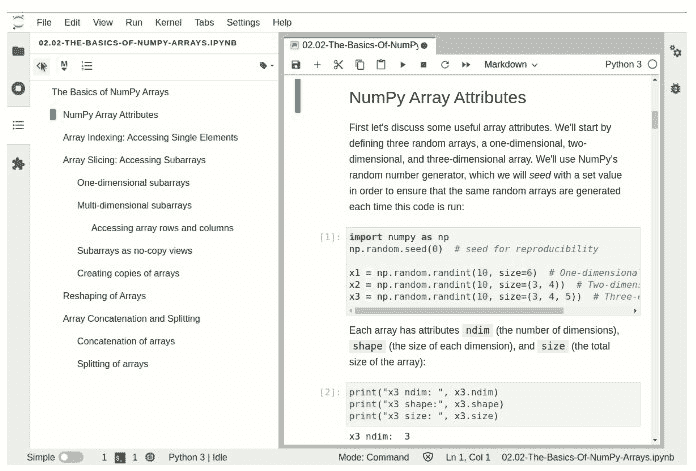 File Edit View Run Kernel Tabs Settings Help
02.02-THE-BASICS-OF-NUMPY-ARRAYS.IPYNB
The Basics of NumPy Arrays
NumPy Array Attributes
Array Indexing: Accessing Single Elements
Array Slicing: Accessing Subarrays
One-dimensional subarrays
Multi-dimensional subarrays
Accessing array rows and columns
Subarrays as no-copy views
Creating copies of arrays
Reshaping of Arrays
Array Concatenation and Splitting
Concatenation of arrays
Splitting of arrays
02.02-The-Basics-Of-NumPy
Markdown Python 3
NumPy Array Attributes
First let's discuss some useful array attributes. We'll start by
defining three random arrays, a one-dimensional, two-
dimensional, and three-dimensional array. We'll use NumPy's
random number generator, which we will seed with a set value
in order to ensure that the same random arrays are generated
each time this code is run:
[1]: import numpy as np
np.random.seed(0) # seed for reproducibility
x1 = np.random.randint(10, size=6) # One-dimensiona
x2 = np.random.randint(10, size=(3, 4)) # Two-dimen
x3 = np.random.randint(10, size=(3, 4, 5)) # Three-
Each array has attributes ndim (the number of dimensions),
shape (the size of each dimension), and size (the total
size of the array):
[2]: print("x3 ndim: ", x3.ndim)
print("x3 shape:", x3.shape)
print("x3 size: ", x3.size)
x3 ndim: 3
Simple 1 1 Python 3 | Idle Mode: Command Ln 1, Col 1 02.02-The-Basics-Of-NumPy-Arrays.ipynb